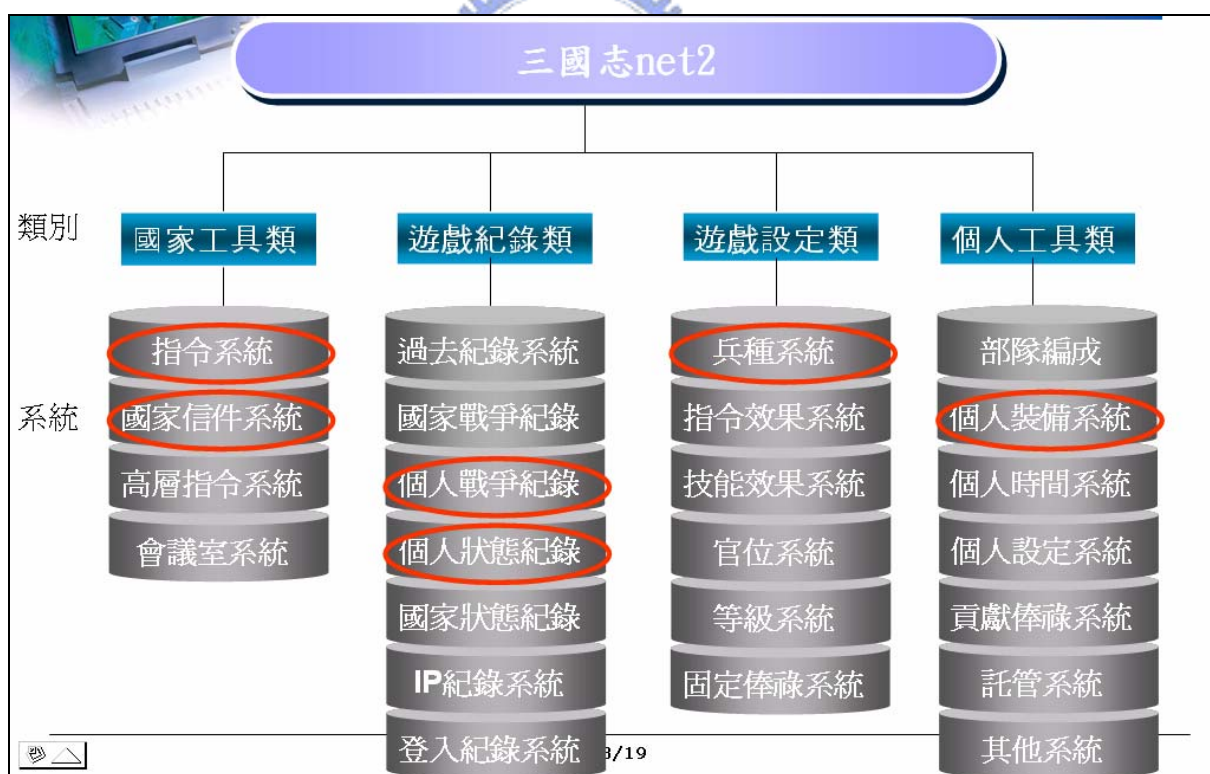 三國志net2
類別
國家工具類
遊戲紀錄類
遊戲設定類
個人工具類
系統
指令系統
國家信件系統
高層指令系統
會議室系統
過去紀錄系統
國家戰爭紀錄
個人戰爭紀錄
個人狀態紀錄
國家狀態紀錄
IP紀錄系統
登入紀錄系統
兵種系統
指令效果系統
技能效果系統
官位系統
等級系統
固定俸祿系統
部隊編成
個人裝備系統
個人時間系統
個人設定系統
貢獻俸祿系統
託管系統
其他系統
/19